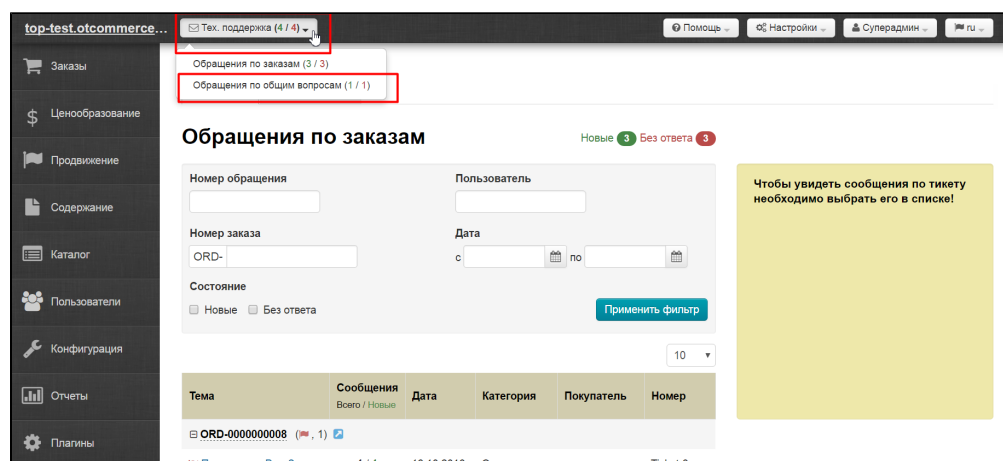 top-test.otcommerce... Тех. поддержка (4 / 4) Помощь Настройки Суперадмин ru
Обращения по заказам (3 / 3)
Обращения по общим вопросам (1 / 1)
Заказы
Ценообразование
Продвижение
Содержание
Каталог
Пользователи
Конфигурация
Отчеты
Плагины
Обращения по заказам Новые 3 Без ответа 3
Номер обращения Пользователь
Номер заказа Дата
ORD- с по
Состояние
Новые Без ответа Применить фильтр
Чтобы увидеть сообщения по тикету
необходимо выбрать его в списке!
10
Тема Сообщения Дата Категория Покупатель Номер
Всего / Новые
ORD-0000000008 ( , 1)